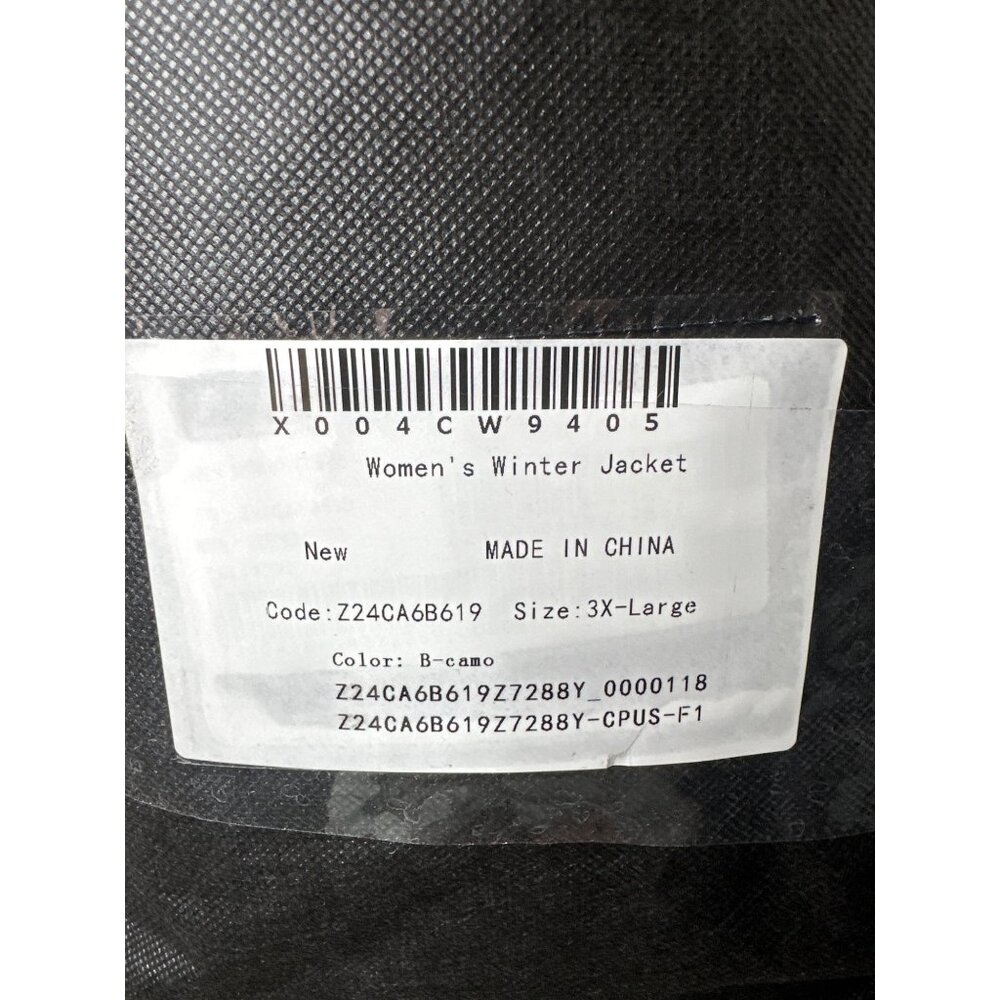 X004CW9405
Women's Winter Jacket
New MADE IN CHINA
Code:Z24CA6B619 Size:3X-Large
Color: B-camo
Z24CA6B619Z7288Y_0000118
Z24CA6B619Z7288Y-CPUS-F1